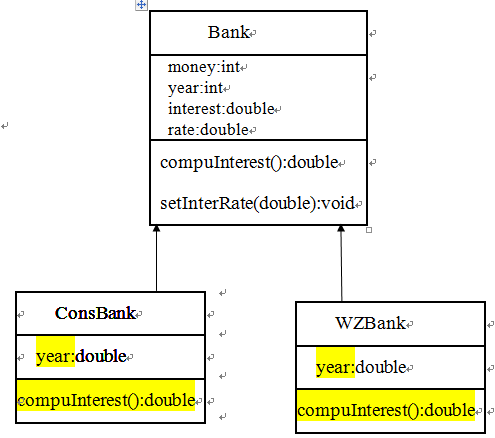 Bank
money:int
year:int
interest:double
rate:double
compuInterest():double
setInterRate(double):void
ConsBank
year:double
compuInterest():double
WZBank
year:double
compuInterest():double